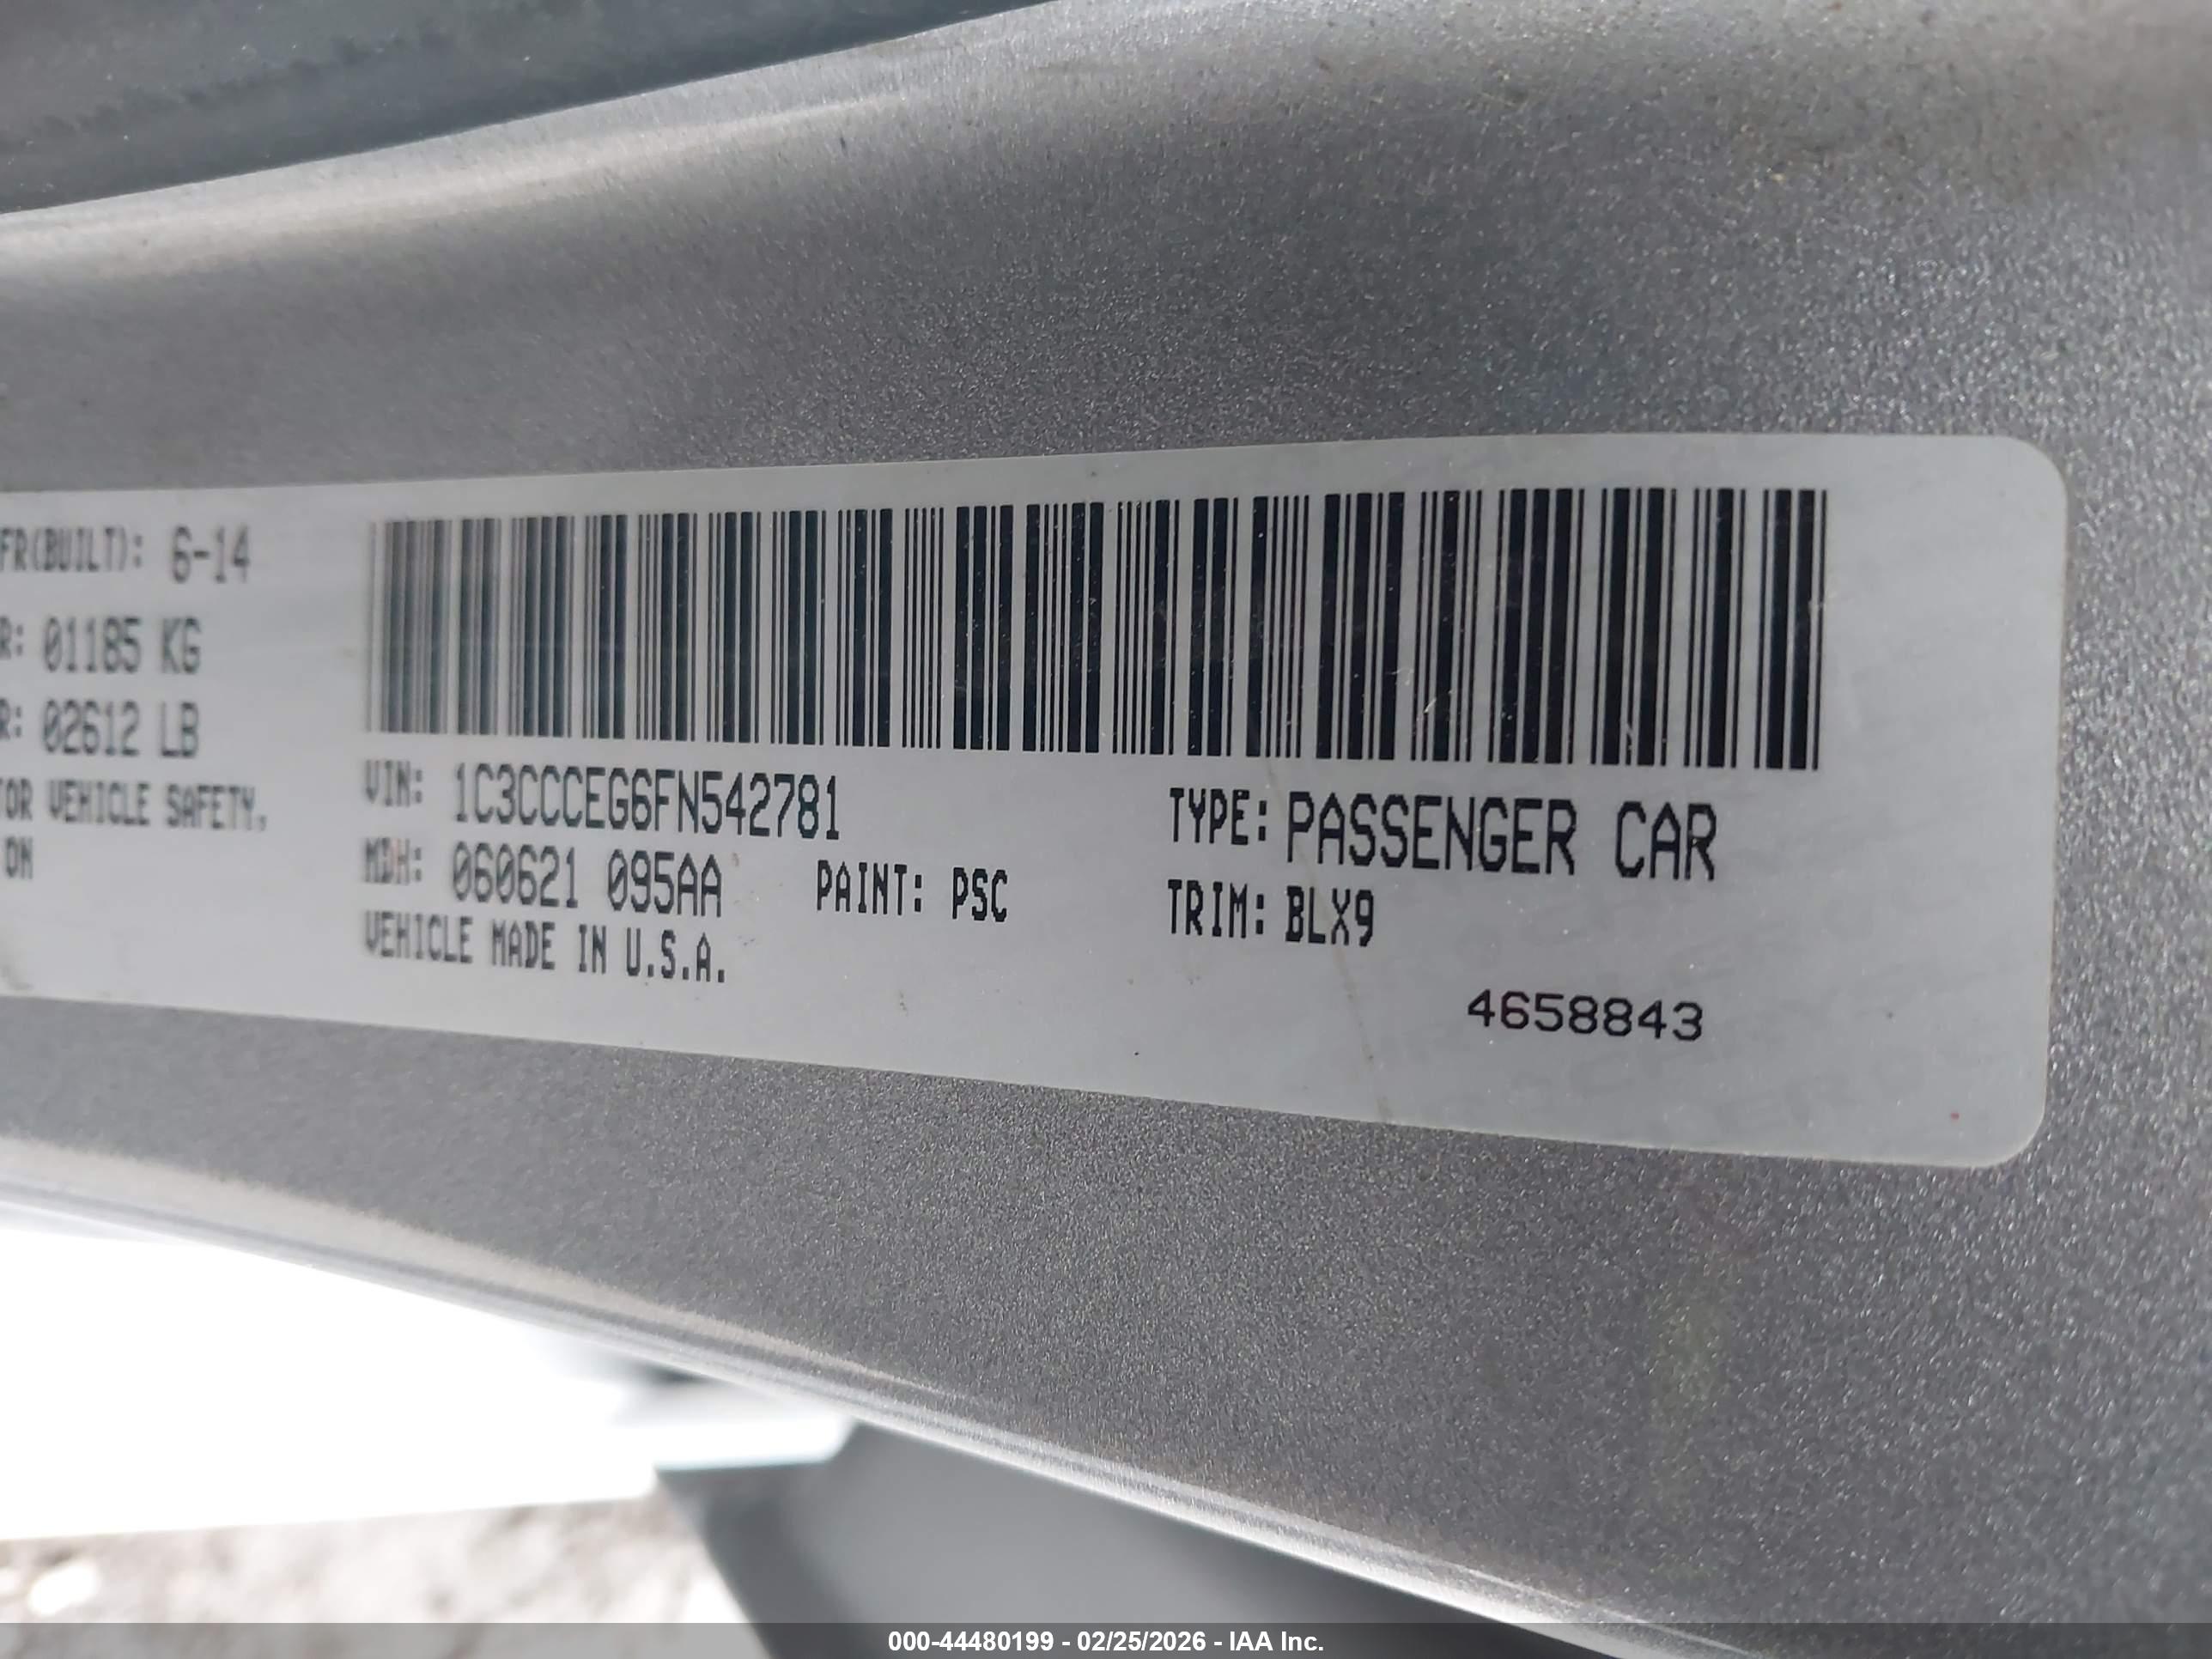 FR(BUILT): 6-14
R: 01185 KG
R: 02612 LB
OR VEHICLE SAFETY,
ON
VIN: 1C3CCCEG6FN542781
MDH: 060621 095AA PAINT: PSC
VEHICLE MADE IN U.S.A.
TYPE: PASSENGER CAR
TRIM: BLX9
4658843
000-44480199 - 02/25/2026 - IAA Inc.